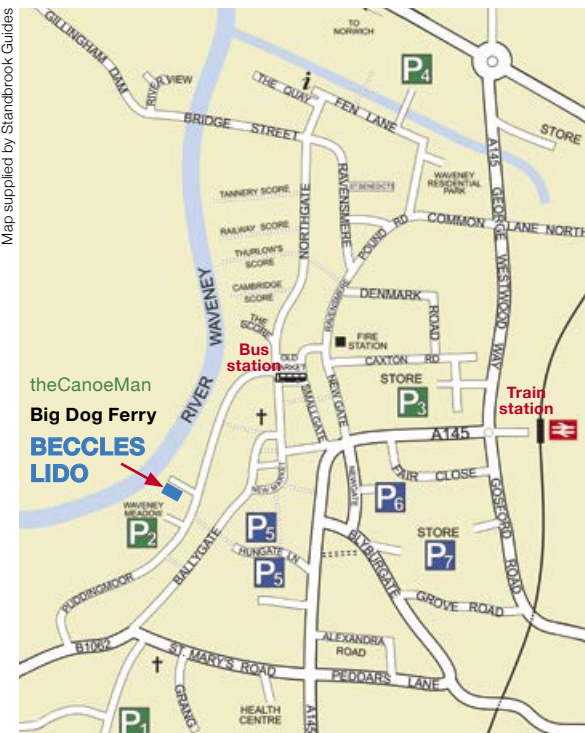 Map supplied by Standbrook Guides
GILLINGHAM DAM
TO
NORWICH
RIVER VIEW
THE QUAY
i
P4
FEN LANE
BRIDGE STREET
STORE
A145 GEORGE WESTWOOD WAY
WAVENEY
RESIDENTIAL
PARK
ST BENEDICTS
TANNERY SCORE
NORTHGATE
RAVENSMERE
RAILWAY SCORE
POUND RD
COMMON LANE NORTH
THURLOW'S
SCORE
CAMBRIDGE
SCORE
RAVENSMERE
DENMARK
ROAD
RIVER WAVENEY
THE
SCORE
FIRE
STATION
Bus
station
OLD
MARKET
CAXTON RD
theCanoeMan
Big Dog Ferry
BECCLES
LIDO
STORE
P3
Train
station
SMALLGATE
NEW GATE
A145
NEW MARKET
NEWGATE
FAIR CLOSE
P6
GOSFORD ROAD
WAVENEY
MEADOW
P2
P5
STORE
P7
HUNGATE LN
P5
BLYBURGATE
BALLYGATE
PUDDINGMOOR
GROVE ROAD
B1062
ALEXANDRA
ROAD
ST. MARY'S ROAD
PEDDARS LANE
GRANG
HEALTH
CENTRE
A145
P1